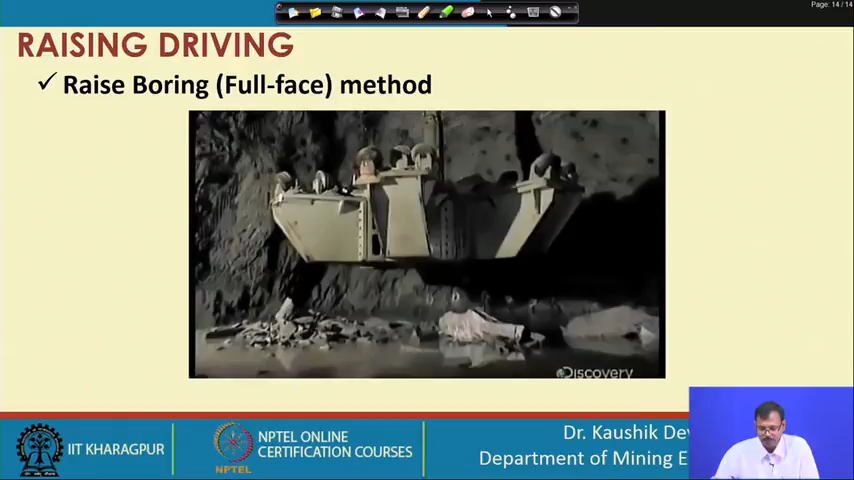 Page: 14 / 14
RAISING DRIVING
✓ Raise Boring (Full-face) method
Discovery
IIT KHARAGPUR
NPTEL
NPTEL ONLINE
CERTIFICATION COURSES
Dr. Kaushik De
Department of Mining E